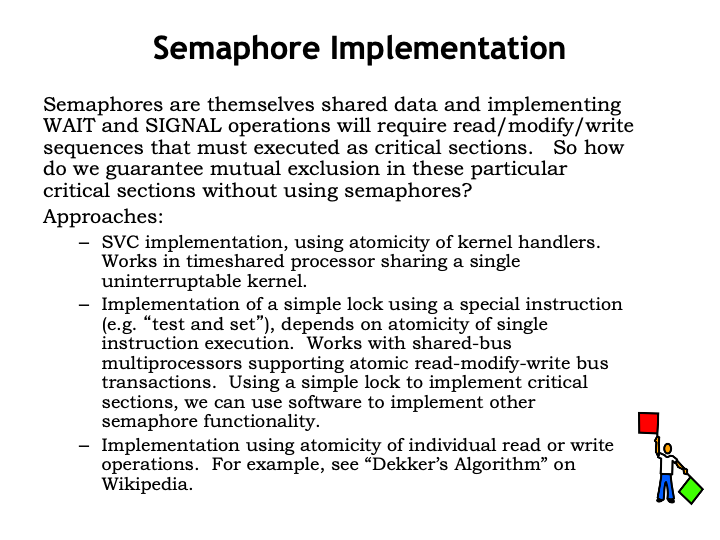 Semaphore Implementation
Semaphores are themselves shared data and implementing
WAIT and SIGNAL operations will require read/modify/write
sequences that must executed as critical sections.   So how
do we guarantee mutual exclusion in these particular
critical sections without using semaphores?
Approaches:
– SVC implementation, using atomicity of kernel handlers.
Works in timeshared processor sharing a single
uninterruptable kernel.
– Implementation of a simple lock using a special instruction
(e.g. “test and set”), depends on atomicity of single
instruction execution.  Works with shared-bus
multiprocessors supporting atomic read-modify-write bus
transactions.  Using a simple lock to implement critical
sections, we can use software to implement other
semaphore functionality.
– Implementation using atomicity of individual read or write
operations.  For example, see “Dekker’s Algorithm” on
Wikipedia.